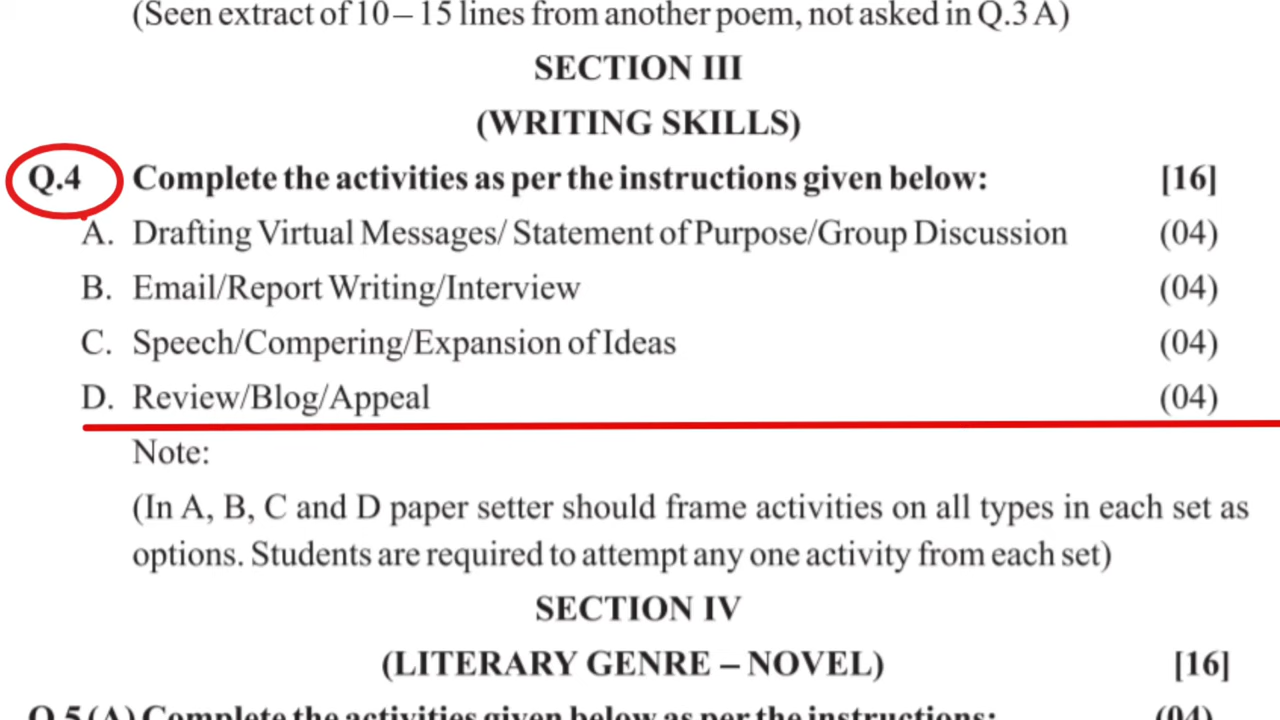 (Seen extract of 10 – 15 lines from another poem, not asked in Q.3 A)
SECTION III
(WRITING SKILLS)
Q.4 Complete the activities as per the instructions given below: [16]
A. Drafting Virtual Messages/ Statement of Purpose/Group Discussion (04)
B. Email/Report Writing/Interview (04)
C. Speech/Compering/Expansion of Ideas (04)
D. Review/Blog/Appeal (04)
Note:
(In A, B, C and D paper setter should frame activities on all types in each set as
options. Students are required to attempt any one activity from each set)
SECTION IV
(LITERARY GENRE – NOVEL) [16]
Q.5 (A) Complete the activities given below as per the instructions: (04)